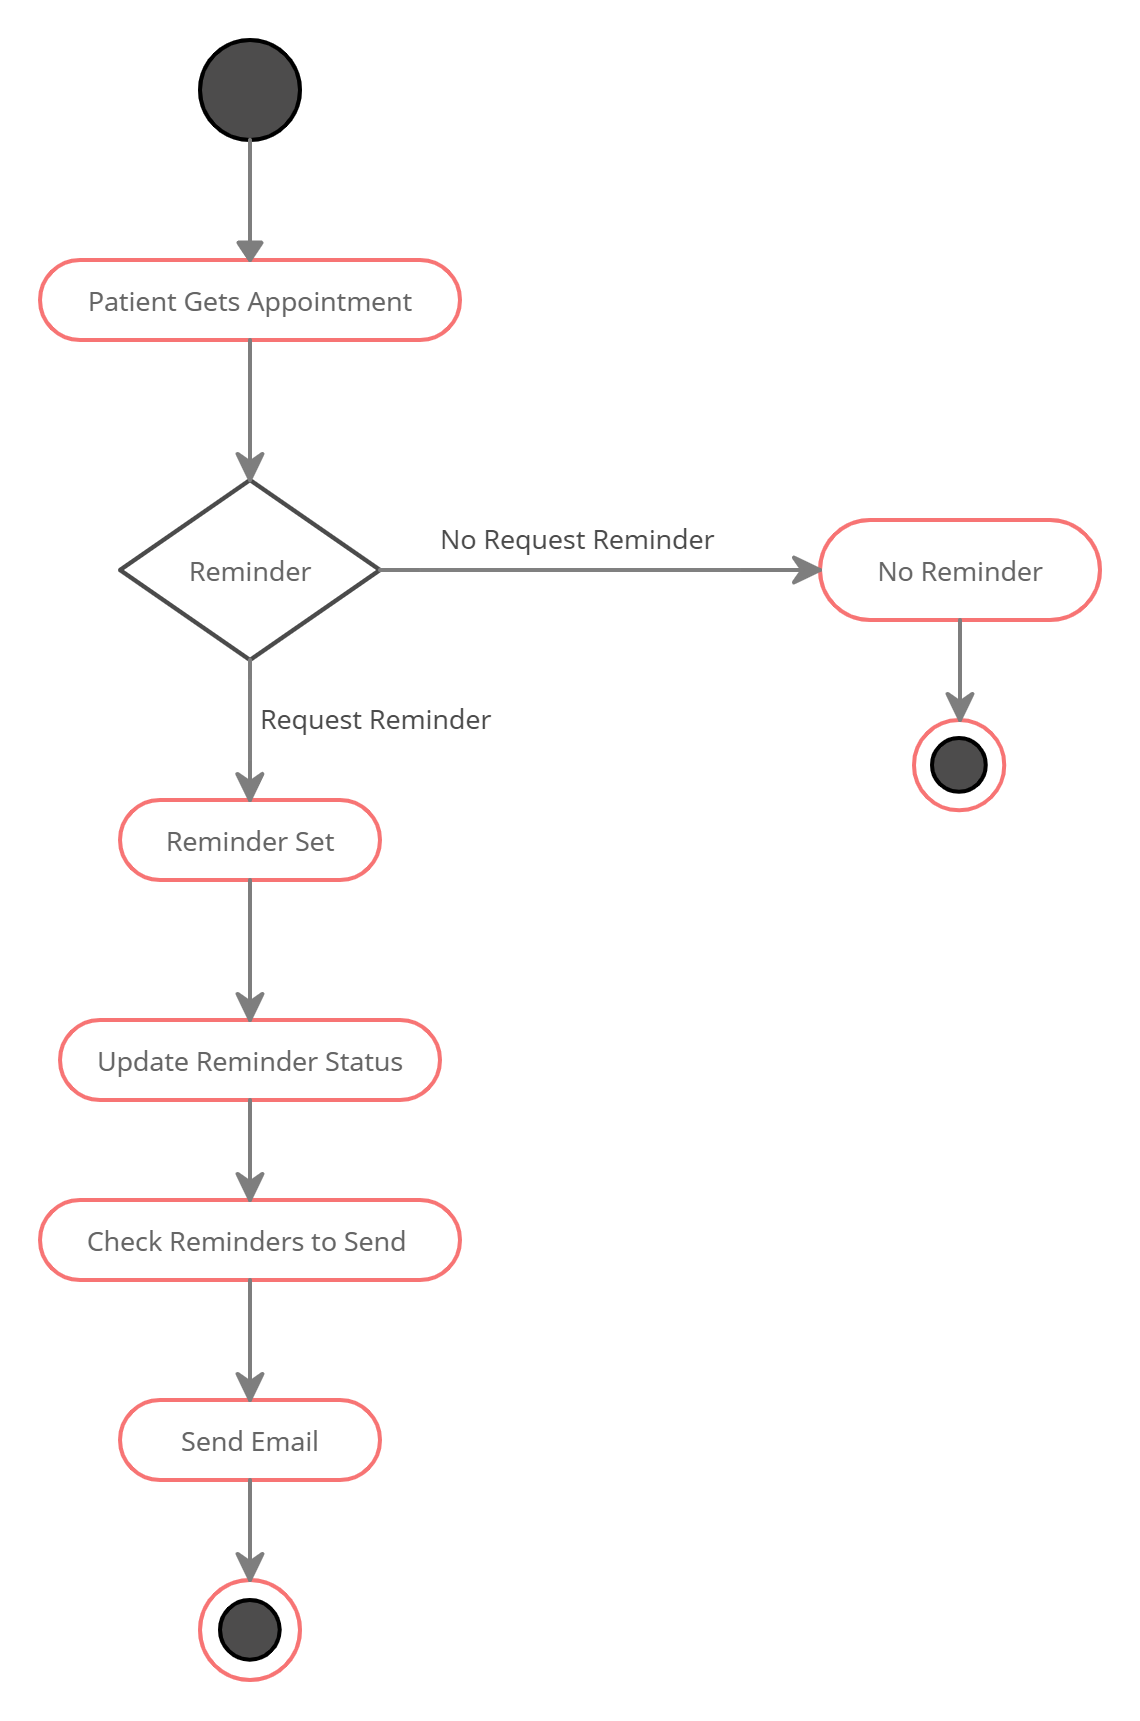 Patient Gets Appointment
No Request Reminder
Reminder
No Reminder
Request Reminder
Reminder Set
Update Reminder Status
Check Reminders to Send
Send Email